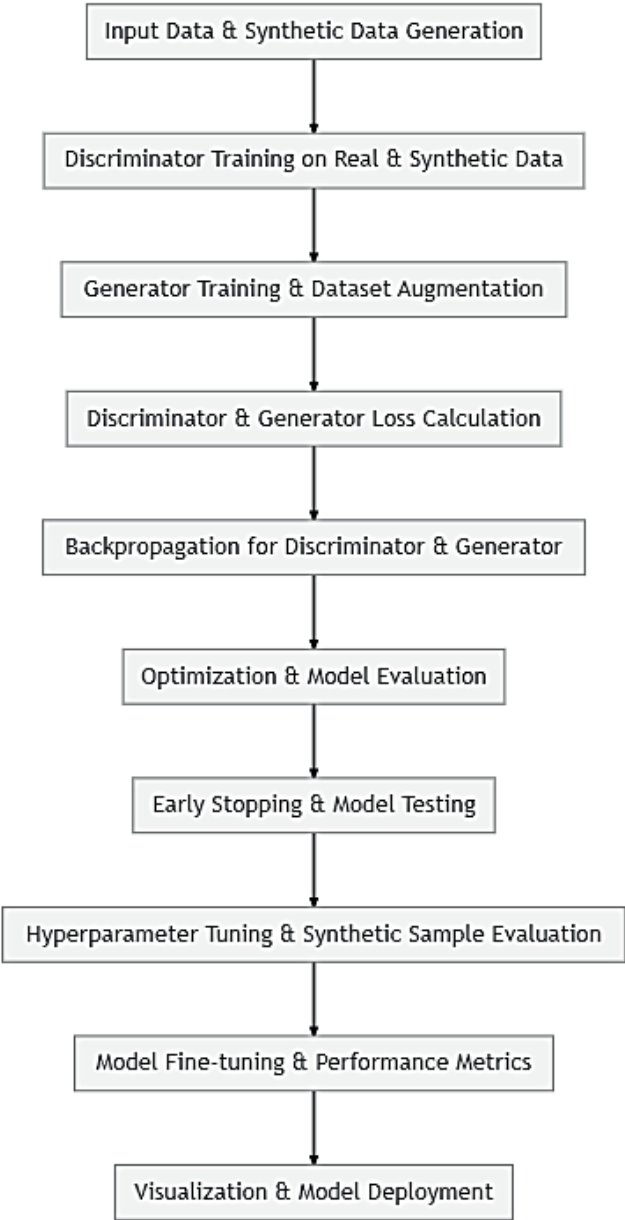 Input Data & Synthetic Data Generation
Discriminator Training on Real & Synthetic Data
Generator Training & Dataset Augmentation
Discriminator & Generator Loss Calculation
Backpropagation for Discriminator & Generator
Optimization & Model Evaluation
Early Stopping & Model Testing
Hyperparameter Tuning & Synthetic Sample Evaluation
Model Fine-tuning & Performance Metrics
Visualization & Model Deployment